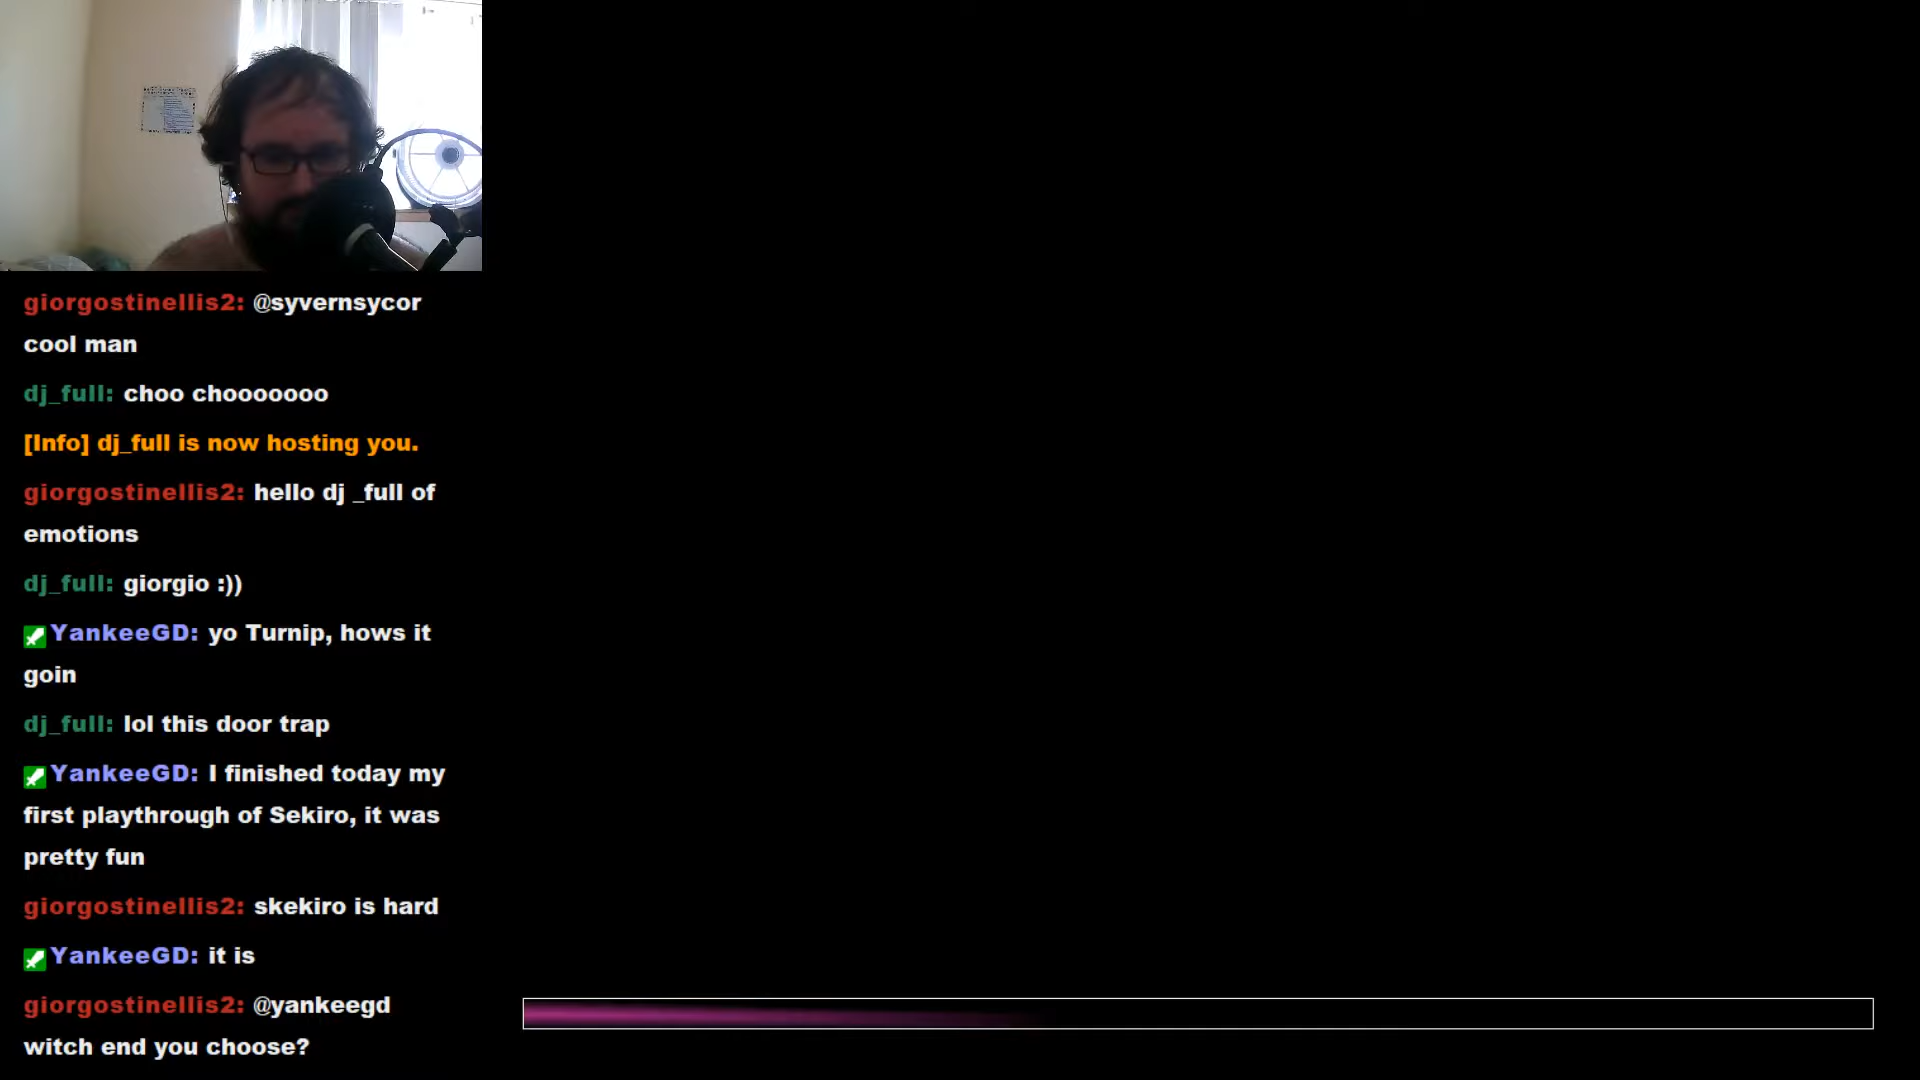 giorgostinellis2: @syvernsycor
cool man
dj_full: choo chooooooo
[Info] dj_full is now hosting you.
giorgostinellis2: hello dj _full of
emotions
dj_full: giorgio :))
YankeeGD: yo Turnip, hows it
goin
dj_full: lol this door trap
YankeeGD: I finished today my
first playthrough of Sekiro, it was
pretty fun
giorgostinellis2: skekiro is hard
YankeeGD: it is
giorgostinellis2: @yankeegd
witch end you choose?